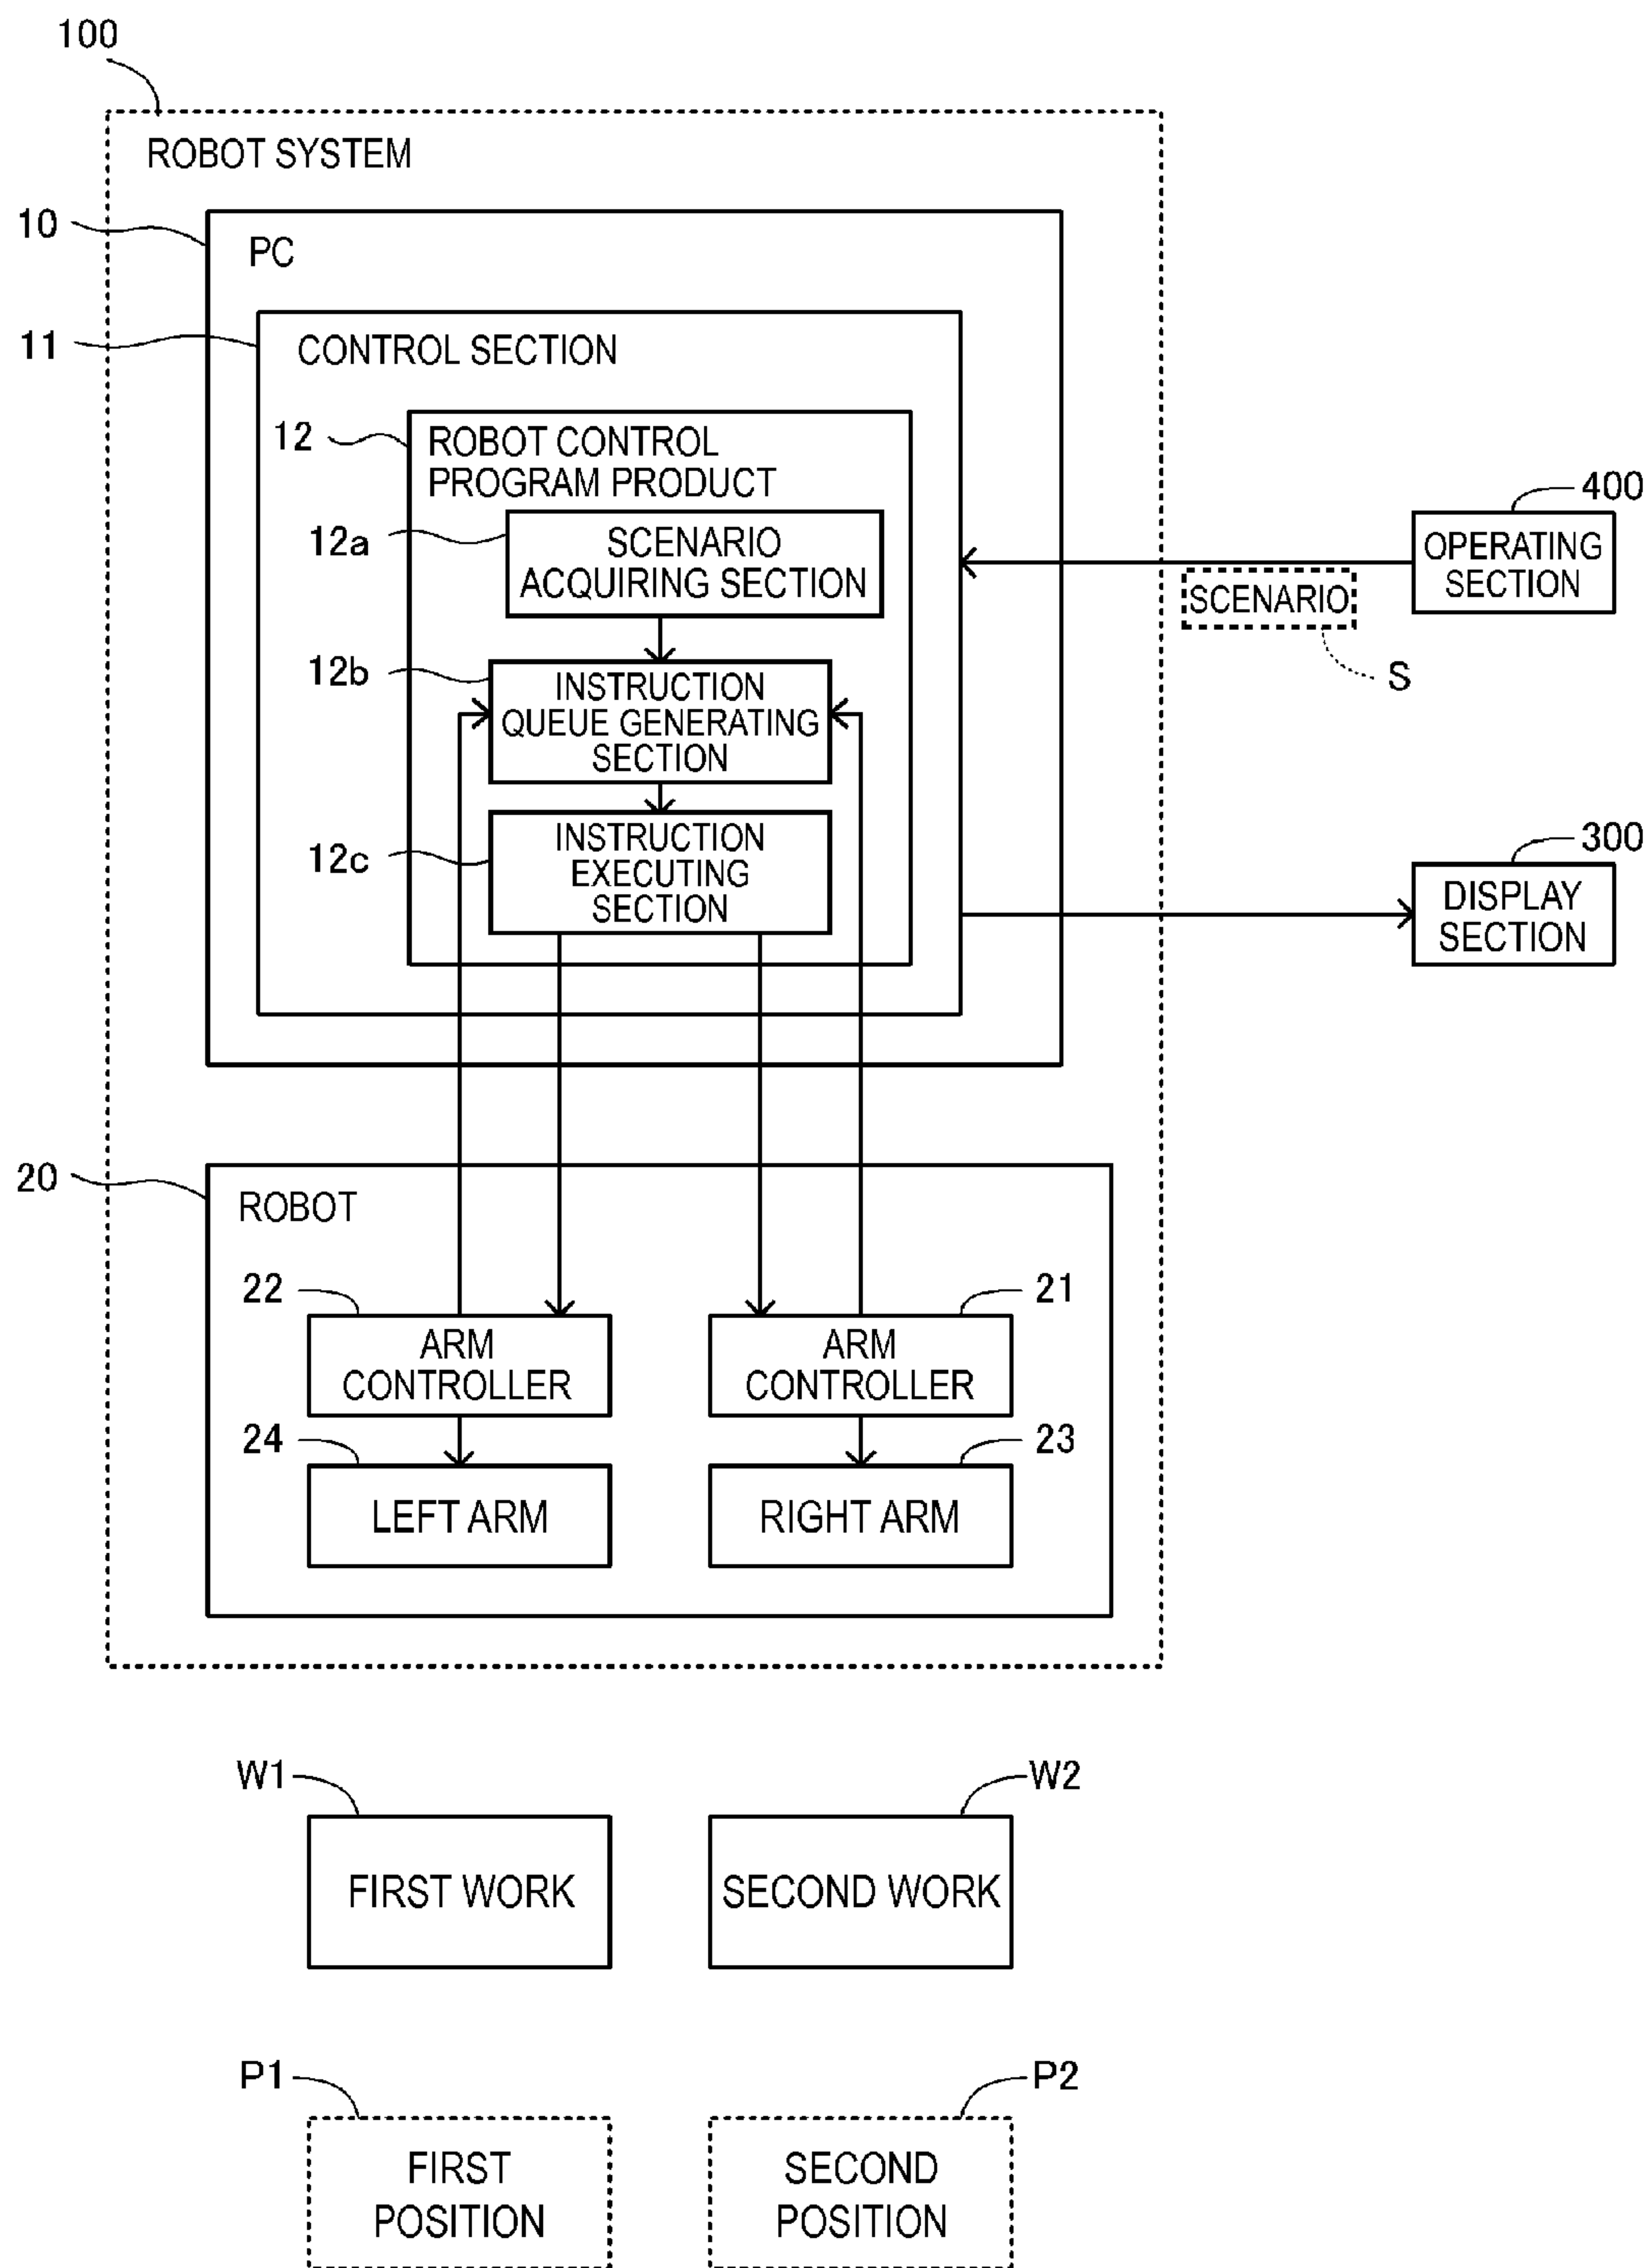 100
ROBOT SYSTEM
10
PC
11
CONTROL SECTION
12
ROBOT CONTROL
PROGRAM PRODUCT
12a
SCENARIO
ACQUIRING SECTION
400
OPERATING
SECTION
SCENARIO
S
12b
INSTRUCTION
QUEUE GENERATING
SECTION
12c
INSTRUCTION
EXECUTING
SECTION
300
DISPLAY
SECTION
20
ROBOT
22
ARM
CONTROLLER
21
ARM
CONTROLLER
24
LEFT ARM
23
RIGHT ARM
W1
FIRST WORK
W2
SECOND WORK
P1
FIRST
POSITION
P2
SECOND
POSITION